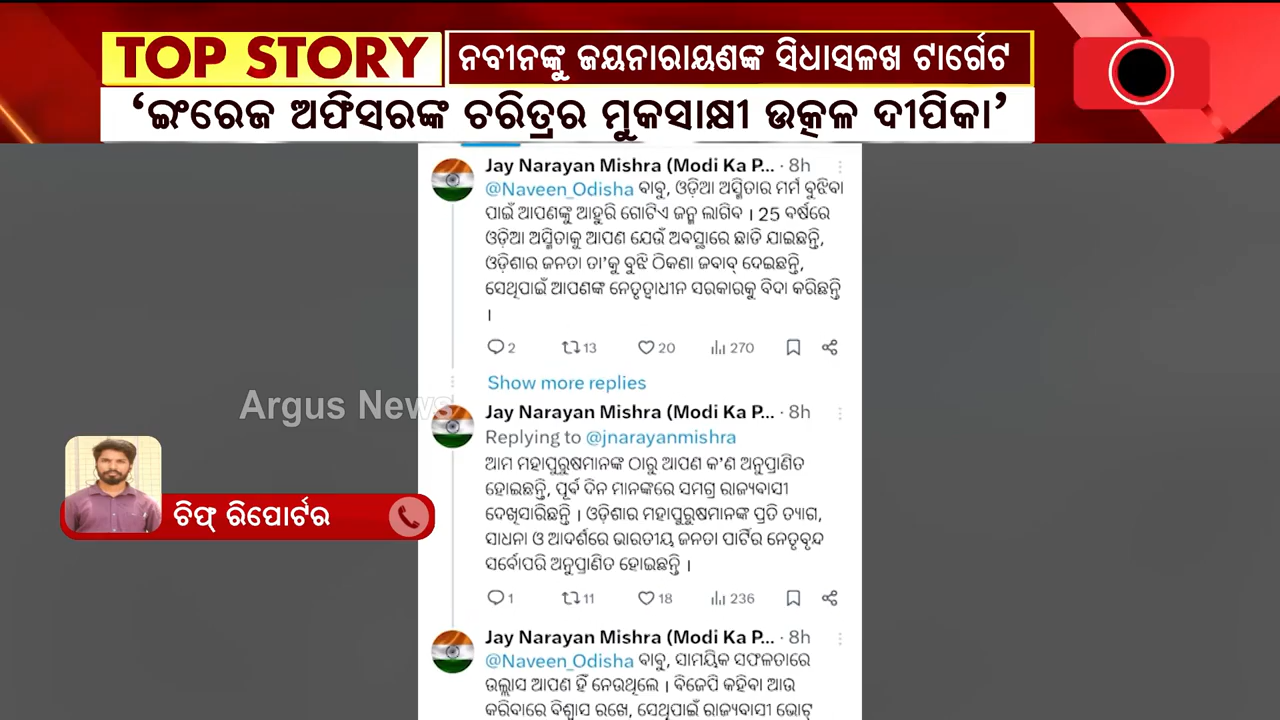 TOP STORY
ନବୀନଙ୍କୁ ଜୟନାରାୟଣଙ୍କ ସିଧାସଳଖ ଟାର୍ଗେଟ
‘ଇଂରେଜ ଅଫିସରଙ୍କ ଚରିତ୍ରର ମୁକସାକ୍ଷୀ ଉତ୍କଳ ଦୀପିକା’
Jay Narayan Mishra (Modi Ka P... · 8h
@Naveen_Odisha ବାବୁ, ଓଡ଼ିଆ ଅସ୍ମିତାର ମର୍ମ ବୁଝିବା
ପାଇଁ ଆପଣଙ୍କୁ ଆହୁରି ଗୋଟିଏ ଜନ୍ମ ଲାଗିବ । 25 ବର୍ଷରେ
ଓଡ଼ିଆ ଅସ୍ମିତାକୁ ଆପଣ ଯେଉଁ ଅବସ୍ଥାରେ ଛାଡି ଯାଇଛନ୍ତି,
ଓଡ଼ିଶାର ଜନତା ତା’କୁ ବୁଝି ଠିକଣା ଜବାବ୍ ଦେଇଛନ୍ତି,
ସେଥିପାଇଁ ଆପଣଙ୍କ ନେତୃତ୍ୱାଧୀନ ସରକାରକୁ ବିଦା କରିଛନ୍ତି
।
2 13 20 270
Show more replies
Argus News
Jay Narayan Mishra (Modi Ka P... · 8h
Replying to @jnarayanmishra
ଆମ ମହାପୁରୁଷମାନଙ୍କ ଠାରୁ ଆପଣ କ’ଣ ଅନୁପ୍ରାଣିତ
ହୋଇଛନ୍ତି, ପୂର୍ବ ଦିନ ମାନଙ୍କରେ ସମଗ୍ର ରାଜ୍ୟବାସୀ
ଦେଖିସାରିଛନ୍ତି । ଓଡ଼ିଶାର ମହାପୁରୁଷମାନଙ୍କ ପ୍ରତି ତ୍ୟାଗ,
ସାଧନା ଓ ଆଦର୍ଶରେ ଭାରତୀୟ ଜନତା ପାର୍ଟିର ନେତୃବୃନ୍ଦ
ସର୍ବୋପରି ଅନୁପ୍ରାଣିତ ହୋଇଛନ୍ତି ।
ଚିଫ୍ ରିପୋର୍ଟର
1 11 18 236
Jay Narayan Mishra (Modi Ka P... · 8h
@Naveen_Odisha ବାବୁ, ସାମୟିକ ସଫଳତାରେ
ଉଲ୍ଲାସ ଆପଣ ହିଁ ନେଉଥିଲେ । ବିଜେପି କହିବା ଆଉ
କରିବାରେ ବିଶ୍ୱାସ ରଖେ, ସେଥିପାଇଁ ରାଜ୍ୟବାସୀ ଭୋଟ୍